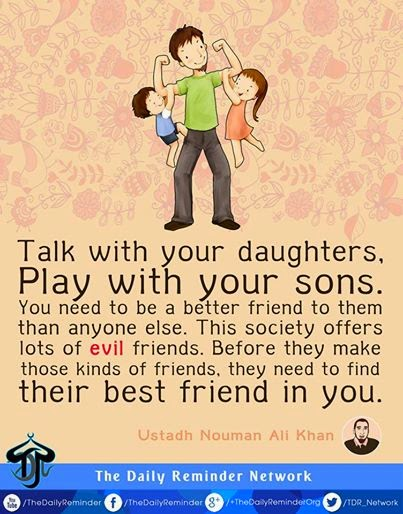 Talk with your daughters,
Play with your sons.
You need to be a better friend to them
than anyone else. This society offers
lots of evil friends. Before they make
those kinds of friends, they need to find
their best friend in you.
Ustadh Nouman Ali Khan
The Daily Reminder Network
You Tube /TheDailyReminder f /TheDailyReminder g+ /+TheDailyReminderOrg /TDR_Network